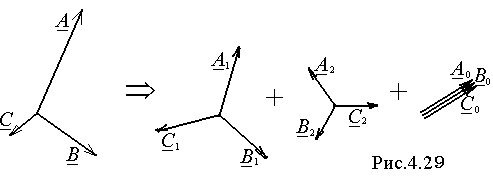 A ⇒ A₁ + A₂ + A₀ B₀
C B C₁ B₁ B₂ C₂ C₀
Рис.4.29